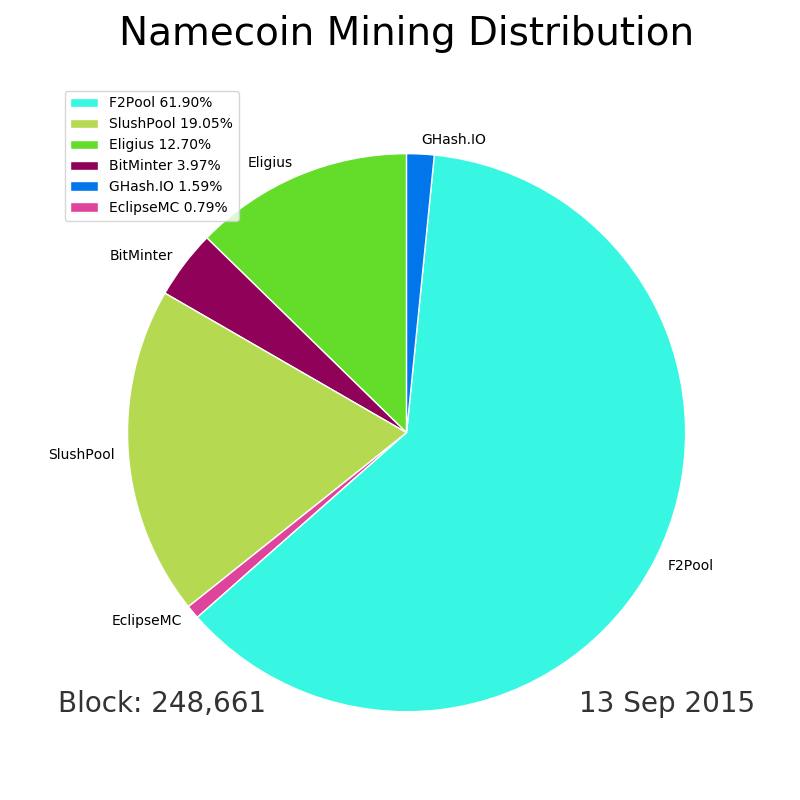 Namecoin Mining Distribution
F2Pool 61.90%
SlushPool 19.05%
Eligius 12.70%
BitMinter 3.97%
GHash.IO 1.59%
EclipseMC 0.79%
GHash.IO
Eligius
BitMinter
SlushPool
F2Pool
EclipseMC
Block: 248,661
13 Sep 2015